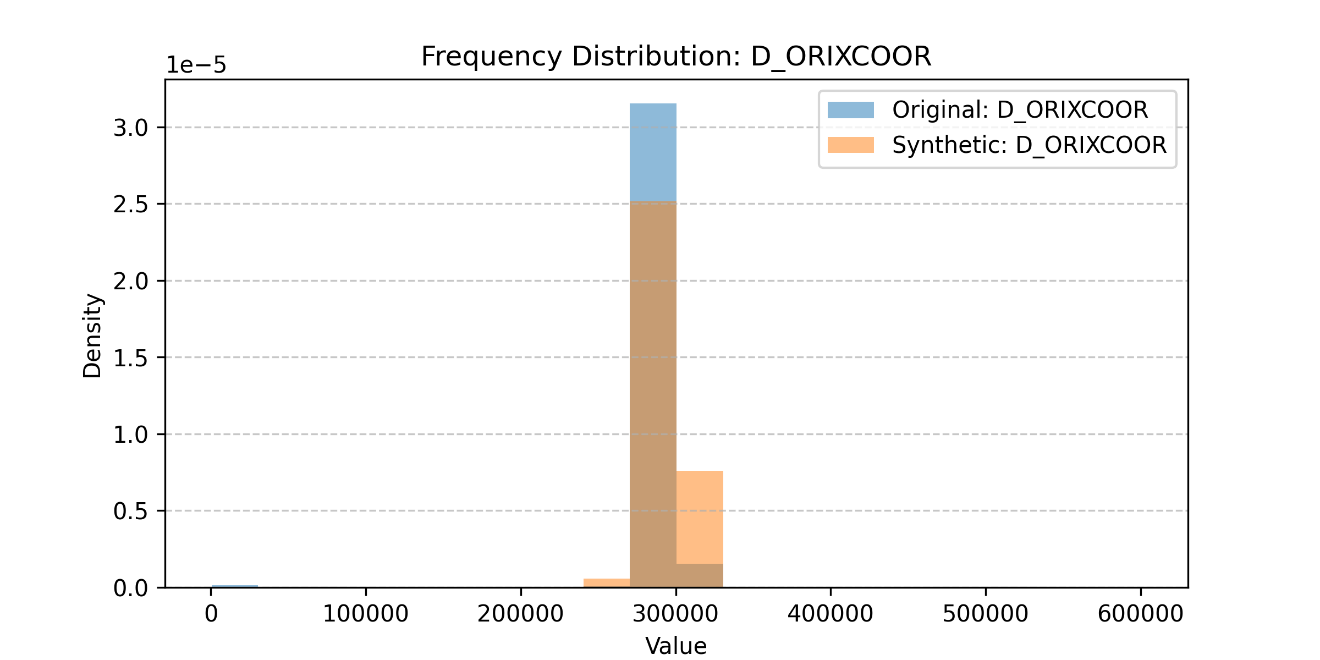 Frequency Distribution: D_ORIXCOOR
1e−5
Original: D_ORIXCOOR
Synthetic: D_ORIXCOOR
3.0
2.5
2.0
1.5
1.0
0.5
0.0
Density
0 100000 200000 300000 400000 500000 600000
Value